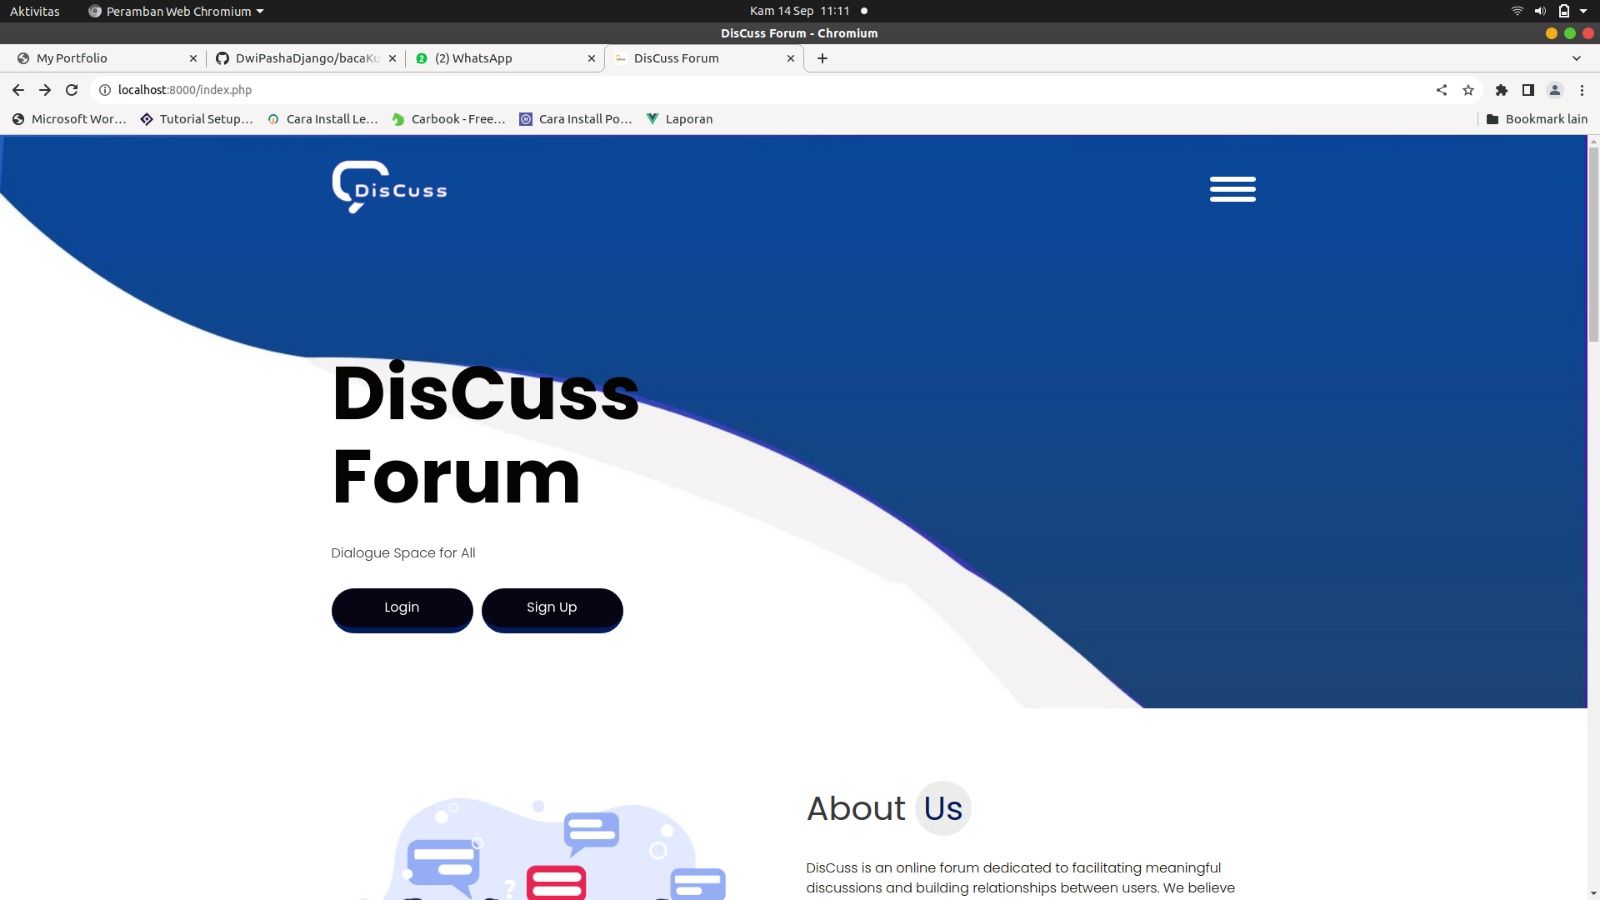 Aktivitas Peramban Web Chromium Kam 14 Sep 11:11
DisCuss Forum - Chromium
My Portfolio DwiPashaDjango/bacaKu (2) WhatsApp DisCuss Forum
localhost:8000/index.php
Microsoft Wor... Tutorial Setup... Cara Install Le... Carbook - Free... Cara Install Po... Laporan Bookmark lain
DisCuss
DisCuss
Forum
Dialogue Space for All
Login Sign Up
About Us
DisCuss is an online forum dedicated to facilitating meaningful
discussions and building relationships between users. We believe